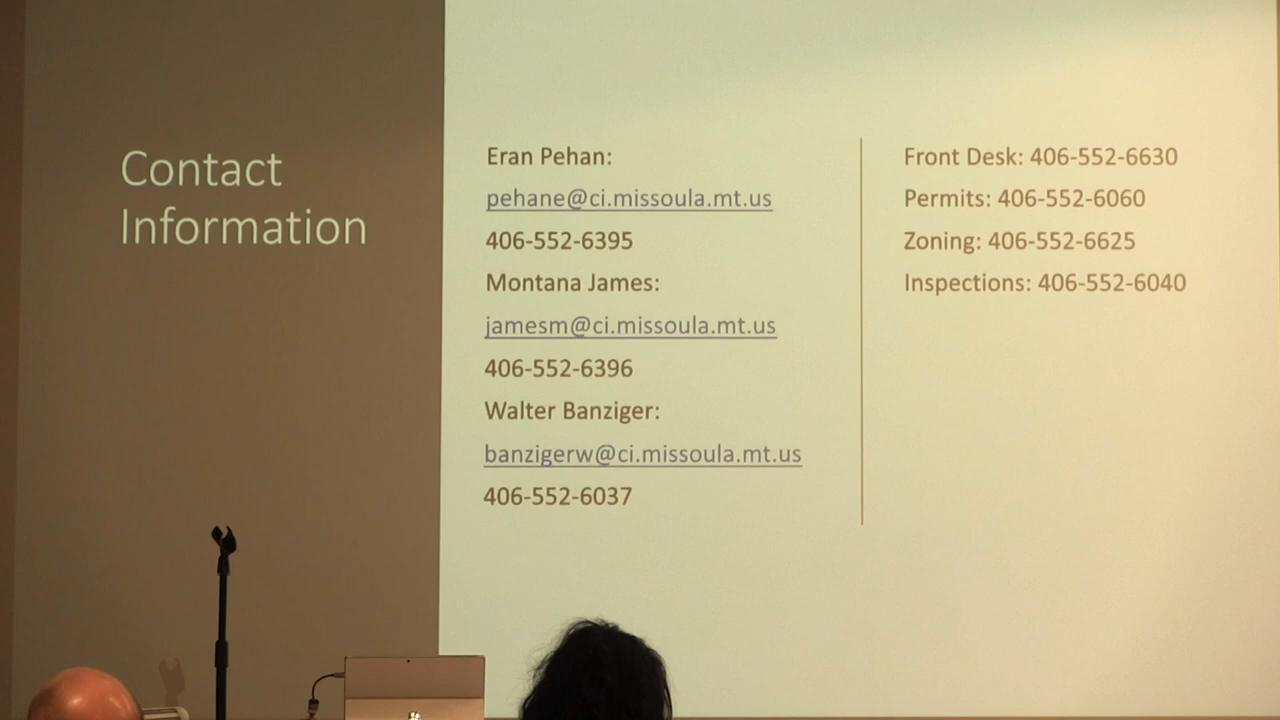 Contact
Information
Eran Pehan:
pehane@ci.missoula.mt.us
406-552-6395
Montana James:
jamesm@ci.missoula.mt.us
406-552-6396
Walter Banziger:
banzigerw@ci.missoula.mt.us
406-552-6037
Front Desk: 406-552-6630
Permits: 406-552-6060
Zoning: 406-552-6625
Inspections: 406-552-6040